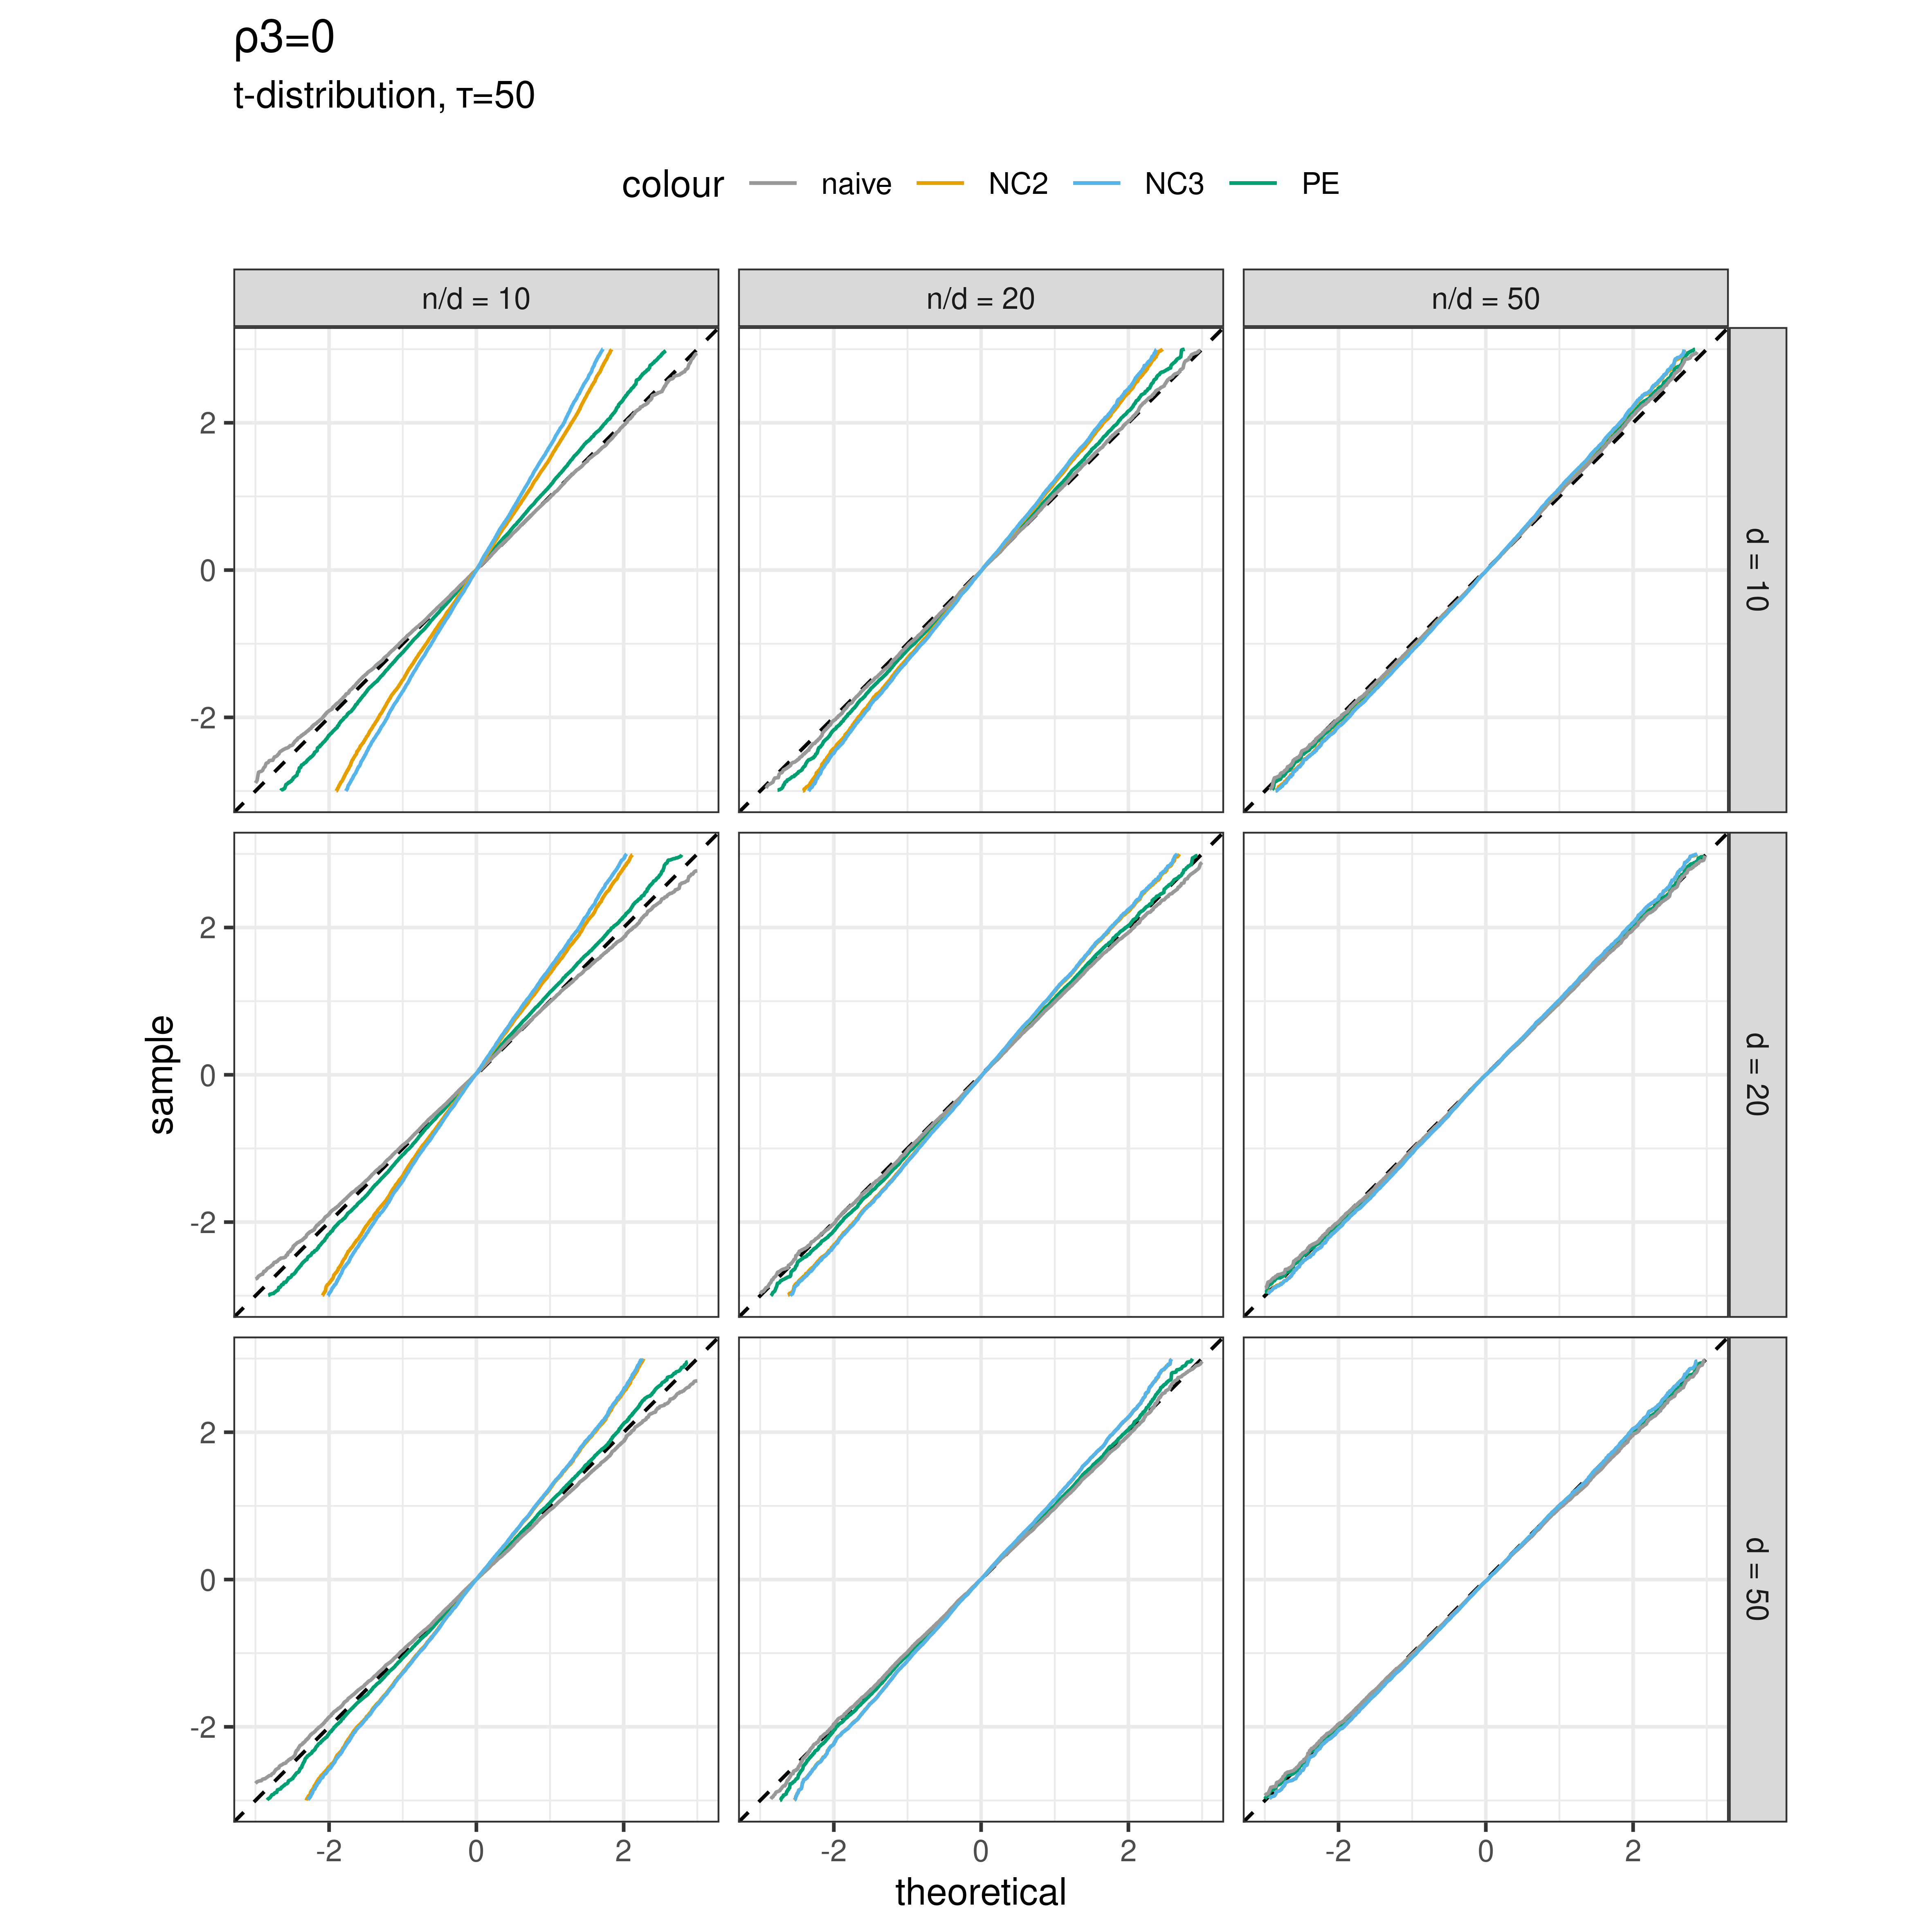 ρ3=0
t-distribution, τ=50
colour naive NC2 NC3 PE
n/d = 10 n/d = 20 n/d = 50
2
0
-2
d = 10
2
0
-2
d = 20
2
0
-2
d = 50
sample
-2 0 2 -2 0 2 -2 0 2
theoretical